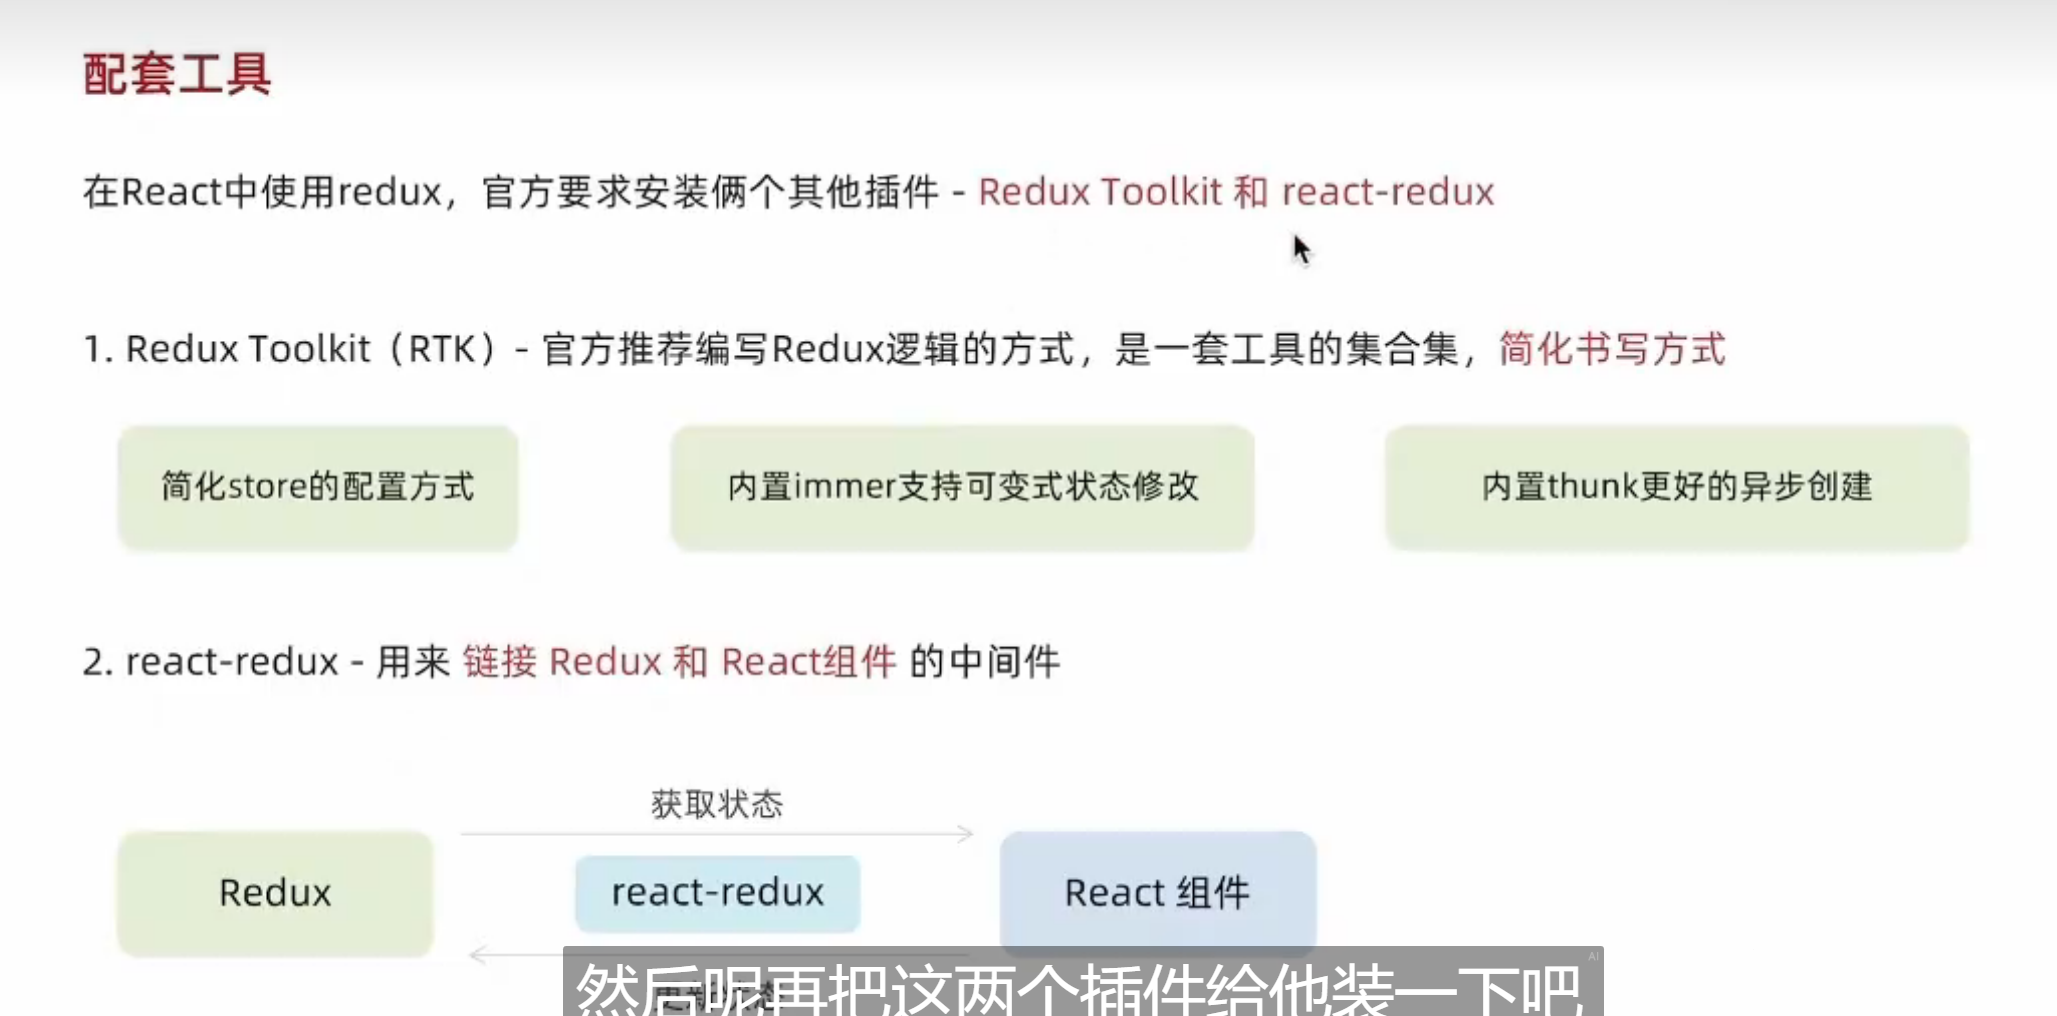 配套工具
在React中使用redux，官方要求安装俩个其他插件 - Redux Toolkit 和 react-redux
1. Redux Toolkit（RTK）- 官方推荐编写Redux逻辑的方式，是一套工具的集合集，简化书写方式
简化store的配置方式
内置immer支持可变式状态修改
内置thunk更好的异步创建
2. react-redux - 用来 链接 Redux 和 React组件 的中间件
获取状态
Redux
react-redux
React 组件
更新状态
AI
然后呢再把这两个插件给他装一下吧